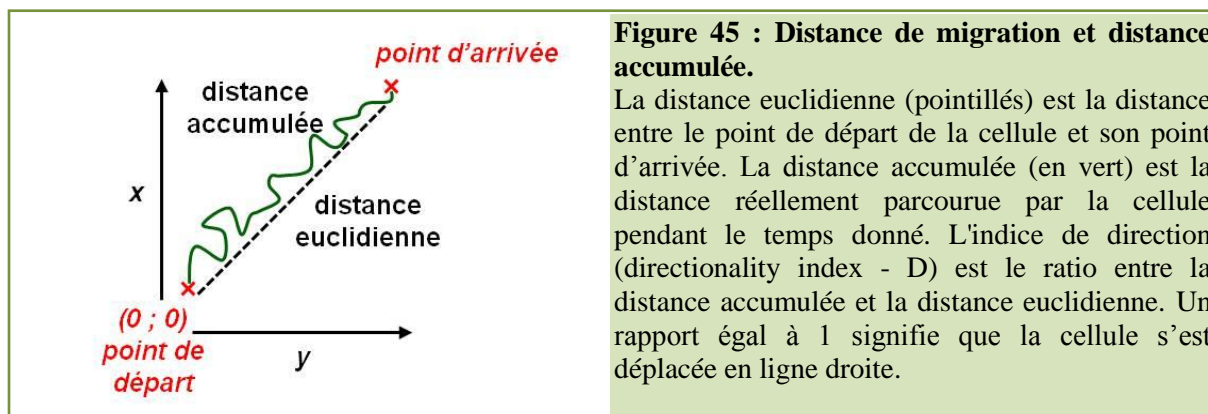 point d'arrivée
distance
accumulée
x
distance
euclidienne
(0 ; 0)
point de
départ
y
Figure 45 : Distance de migration et distance
accumulée.
La distance euclidienne (pointillés) est la distance
entre le point de départ de la cellule et son point
d'arrivée. La distance accumulée (en vert) est la
distance réellement parcourue par la cellule
pendant le temps donné. L'indice de direction
(directionality index - D) est le ratio entre la
distance accumulée et la distance euclidienne. Un
rapport égal à 1 signifie que la cellule s'est
déplacée en ligne droite.